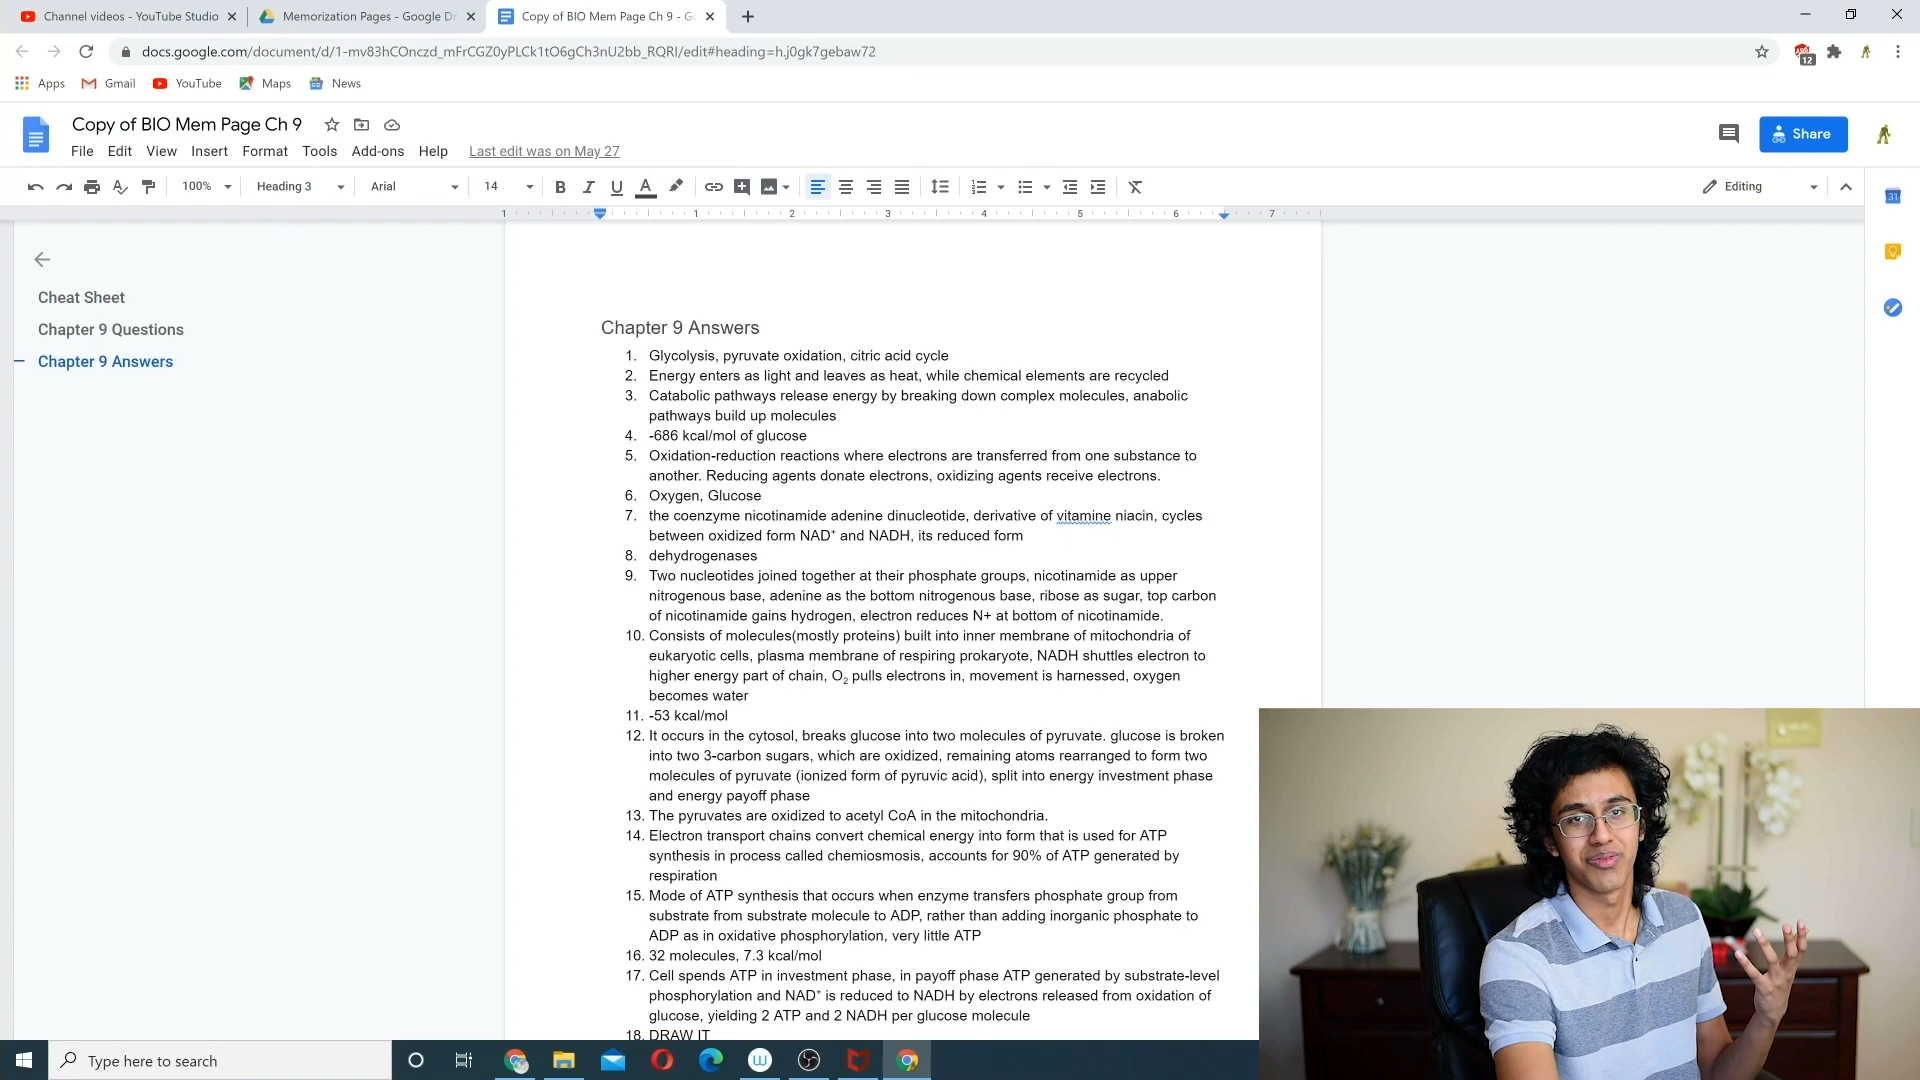 Channel videos - YouTube Studio
Memorization Pages - Google Dr
Copy of BIO Mem Page Ch 9 - Go
docs.google.com/document/d/1-mv83hCOnczd_mFrCGZ0yPLCk1tO6gCh3nU2bb_RQRI/edit#heading=h.j0gk7gebaw72
12
Apps Gmail YouTube Maps News
Copy of BIO Mem Page Ch 9
Share
File Edit View Insert Format Tools Add-ons Help Last edit was on May 27
100% Heading 3 Arial 14 B I U A Editing
31
1 1 2 3 4 5 6 7
Cheat Sheet
Chapter 9 Questions
Chapter 9 Answers
Chapter 9 Answers
1. Glycolysis, pyruvate oxidation, citric acid cycle
2. Energy enters as light and leaves as heat, while chemical elements are recycled
3. Catabolic pathways release energy by breaking down complex molecules, anabolic
pathways build up molecules
4. -686 kcal/mol of glucose
5. Oxidation-reduction reactions where electrons are transferred from one substance to
another. Reducing agents donate electrons, oxidizing agents receive electrons.
6. Oxygen, Glucose
7. the coenzyme nicotinamide adenine dinucleotide, derivative of vitamine niacin, cycles
between oxidized form NAD⁺ and NADH, its reduced form
8. dehydrogenases
9. Two nucleotides joined together at their phosphate groups, nicotinamide as upper
nitrogenous base, adenine as the bottom nitrogenous base, ribose as sugar, top carbon
of nicotinamide gains hydrogen, electron reduces N+ at bottom of nicotinamide.
10. Consists of molecules(mostly proteins) built into inner membrane of mitochondria of
eukaryotic cells, plasma membrane of respiring prokaryote, NADH shuttles electron to
higher energy part of chain, O₂ pulls electrons in, movement is harnessed, oxygen
becomes water
11. -53 kcal/mol
12. It occurs in the cytosol, breaks glucose into two molecules of pyruvate. glucose is broken
into two 3-carbon sugars, which are oxidized, remaining atoms rearranged to form two
molecules of pyruvate (ionized form of pyruvic acid), split into energy investment phase
and energy payoff phase
13. The pyruvates are oxidized to acetyl CoA in the mitochondria.
14. Electron transport chains convert chemical energy into form that is used for ATP
synthesis in process called chemiosmosis, accounts for 90% of ATP generated by
respiration
15. Mode of ATP synthesis that occurs when enzyme transfers phosphate group from
substrate from substrate molecule to ADP, rather than adding inorganic phosphate to
ADP as in oxidative phosphorylation, very little ATP
16. 32 molecules, 7.3 kcal/mol
17. Cell spends ATP in investment phase, in payoff phase ATP generated by substrate-level
phosphorylation and NAD⁺ is reduced to NADH by electrons released from oxidation of
glucose, yielding 2 ATP and 2 NADH per glucose molecule
18. DRAW IT
Type here to search